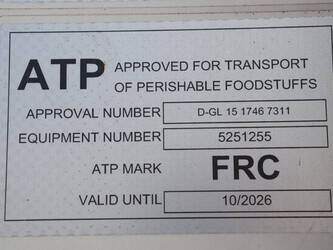 ATP APPROVED FOR TRANSPORT
OF PERISHABLE FOODSTUFFS
APPROVAL NUMBER D-GL 15 1746 7311
EQUIPMENT NUMBER 5251255
ATP MARK FRC
VALID UNTIL 10/2026